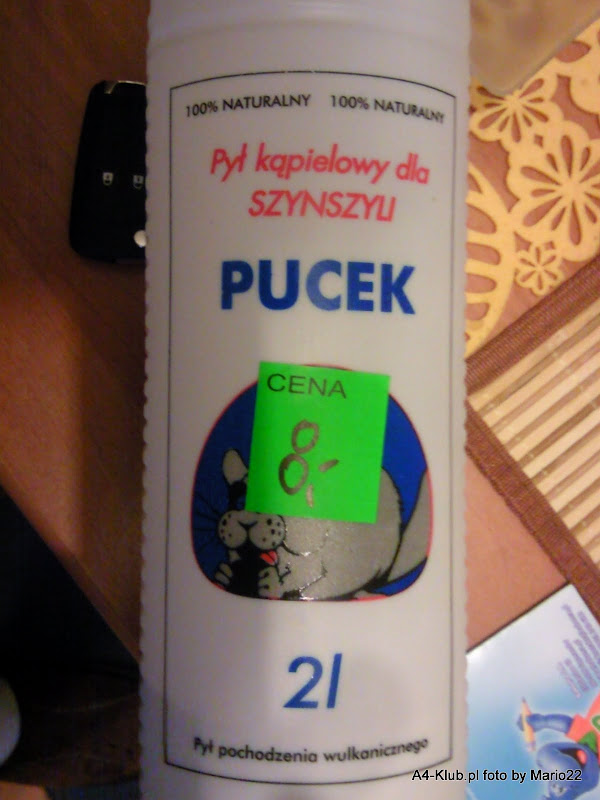 100% NATURALNY 100% NATURALNY
Pył kąpielowy dla
SZYNSZYLI
PUCEK
CENA
8,-
2l
Pył pochodzenia wulkanicznego
A4-Klub.pl foto by Mario22